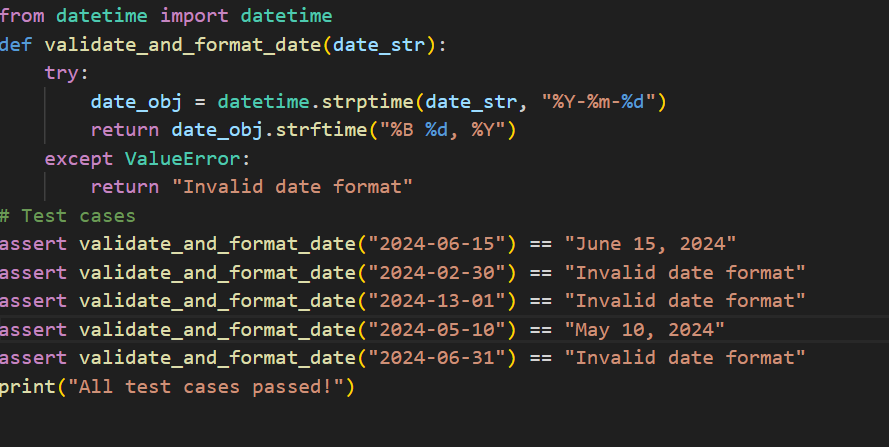 from datetime import datetime
def validate_and_format_date(date_str):
    try:
        date_obj = datetime.strptime(date_str, "%Y-%m-%d")
        return date_obj.strftime("%B %d, %Y")
    except ValueError:
        return "Invalid date format"
# Test cases
assert validate_and_format_date("2024-06-15") == "June 15, 2024"
assert validate_and_format_date("2024-02-30") == "Invalid date format"
assert validate_and_format_date("2024-13-01") == "Invalid date format"
assert validate_and_format_date("2024-05-10") == "May 10, 2024"
assert validate_and_format_date("2024-06-31") == "Invalid date format"
print("All test cases passed!")